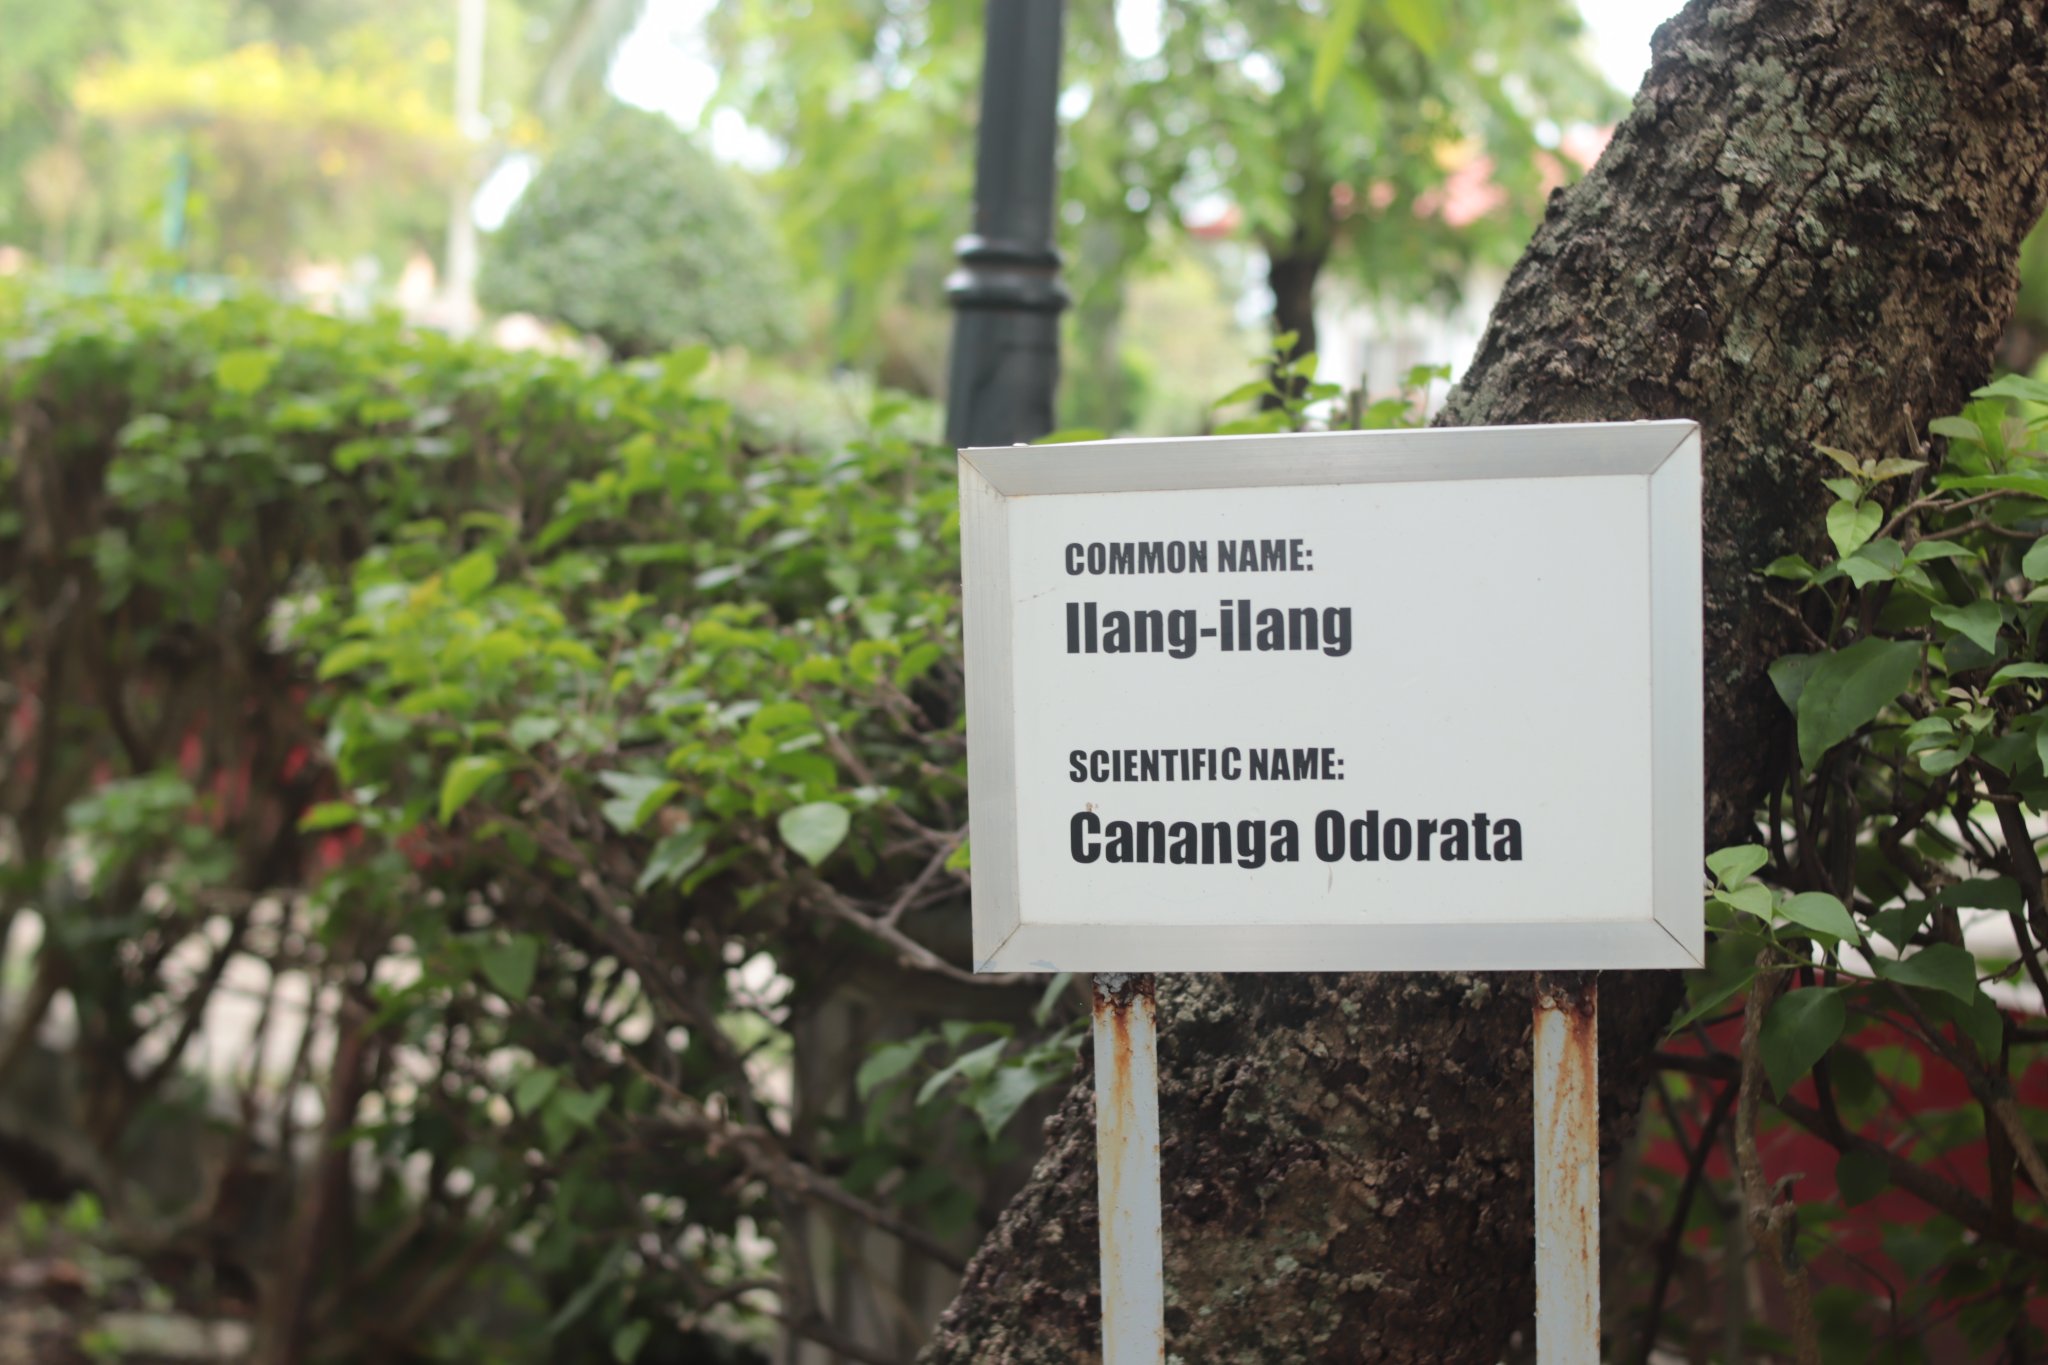 COMMON NAME:
Ilang-ilang
SCIENTIFIC NAME:
Cananga Odorata